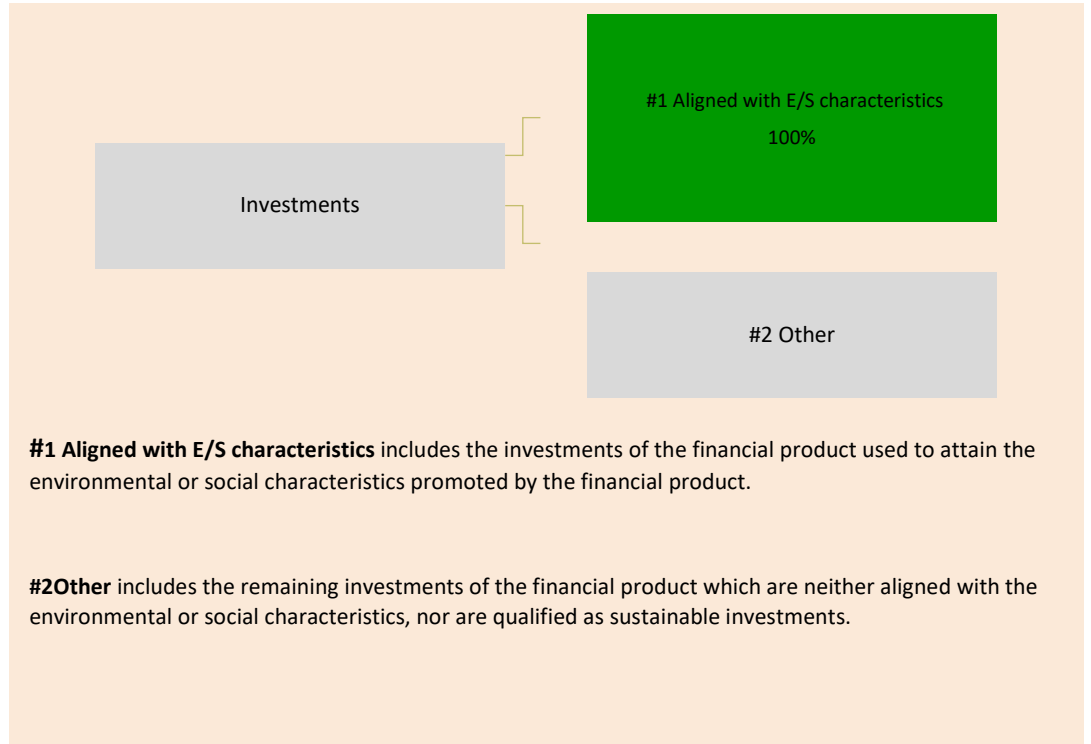 #1 Aligned with E/S characteristics
100%
Investments
#2 Other
#1 Aligned with E/S characteristics includes the investments of the financial product used to attain the
environmental or social characteristics promoted by the financial product.
#2Other includes the remaining investments of the financial product which are neither aligned with the
environmental or social characteristics, nor are qualified as sustainable investments.